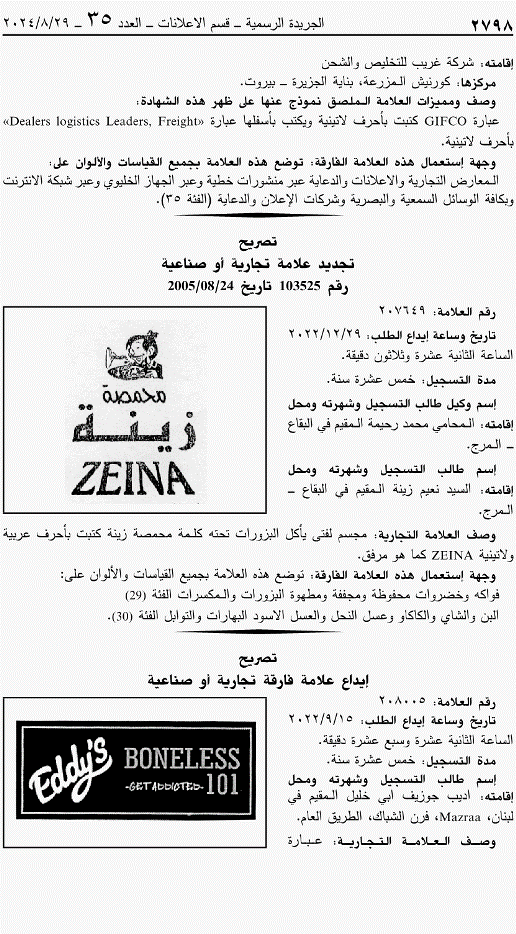 ٢٧٩٨
الجريدة الرسمية ـ قسم الاعلانات ـ العدد ٣٥ ـ ٢٠٢٤/٨/٢٩
إقامته: شركة غريب للتخليص والشحن
مركزها: كورنيش المزرعة، بناية الجزيرة ـ بيروت.
وصف ومميزات العلامة الملصق نموذج عنها على ظهر هذه الشهادة:
عبارة GIFCO كتبت بأحرف لاتينية ويكتب بأسفلها عبارة «Dealers logistics Leaders, Freight»
بأحرف لاتينية.
وجهة إستعمال هذه العلامة الفارقة: توضع هذه العلامة بجميع القياسات والألوان على:
المعارض التجارية والاعلانات والدعاية عبر منشورات خطية وعبر الجهاز الخليوي وعبر شبكة الانترنت
وبكافة الوسائل السمعية والبصرية وشركات الإعلان والدعاية (الفئة ٣٥).
تصريح
تجديد علامة تجارية أو صناعية
رقم 103525 تاريخ 2005/08/24
رقم العلامة: ٢٠٧٦٤٩
تاريخ وساعة إيداع الطلب: ٢٠٢٢/١٢/٢٩
الساعة الثانية عشرة وثلاثون دقيقة.
مدة التسجيل: خمس عشرة سنة.
إسم وكيل طالب التسجيل وشهرته ومحل
إقامته: المحامي محمد رحيمة المقيم في البقاع
ـ المرج.
إسم طالب التسجيل وشهرته ومحل
إقامته: السيد نعيم زينة المقيم في البقاع ـ
المرج.
محمصة
زينة
ZEINA
وصف العلامة التجارية: مجسم لفتى يأكل البزورات تحته كلمة محمصة زينة كتبت بأحرف عربية
ولاتينية ZEINA كما هو مرفق.
وجهة إستعمال هذه العلامة الفارقة: توضع هذه العلامة بجميع القياسات والألوان على:
فواكه وخضروات محفوظة ومجففة ومطهوة البزورات والمكسرات الفئة (29)
البن والشاي والكاكاو وعسل النحل والعسل الاسود البهارات والتوابل الفئة (30).
تصريح
إيداع علامة فارقة تجارية أو صناعية
رقم العلامة: ٢٠٨٠٠٥
تاريخ وساعة إيداع الطلب: ٢٠٢٢/٩/١٥
الساعة الثانية عشرة وسبع عشرة دقيقة.
مدة التسجيل: خمس عشرة سنة.
إسم طالب التسجيل وشهرته ومحل
إقامته: اديب جوزيف أبي خليل المقيم في
لبنان، Mazraa، فرن الشباك، الطريق العام.
وصف العلامة التجارية: عبارة
Eddy's
BONELESS
-GET ADDICTED- 101